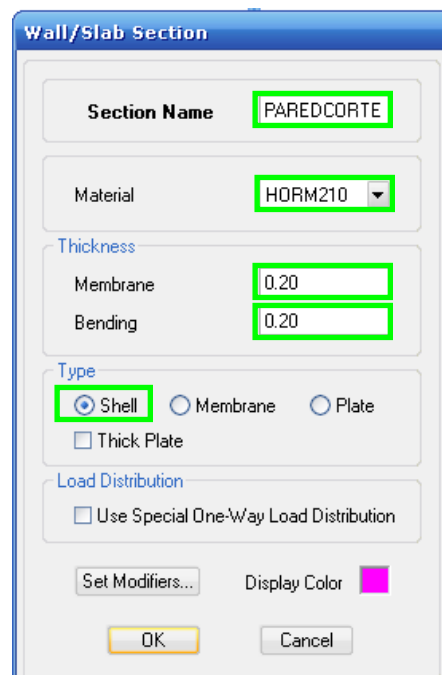 Wall/Slab Section
Section Name PAREDCORTE
Material HORM210
Thickness
Membrane 0.20
Bending 0.20
Type
Shell Membrane Plate
Thick Plate
Load Distribution
Use Special One-Way Load Distribution
Set Modifiers... Display Color
OK Cancel